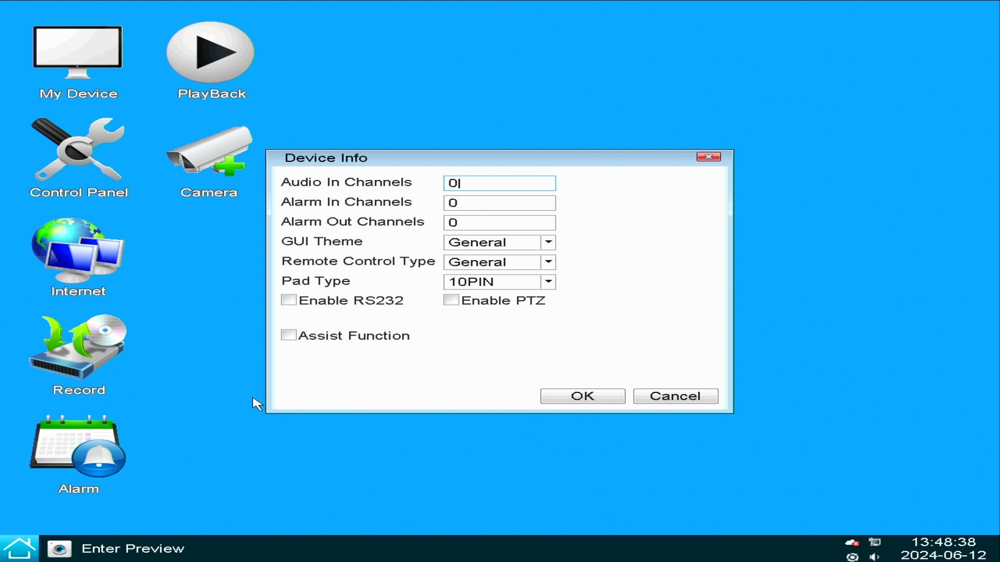 My Device
PlayBack
Control Panel
Camera
Internet
Record
Alarm
Device Info
Audio In Channels 0
Alarm In Channels 0
Alarm Out Channels 0
GUI Theme General
Remote Control Type General
Pad Type 10PIN
Enable RS232 Enable PTZ
Assist Function
OK Cancel
Enter Preview
13:48:38
2024-06-12